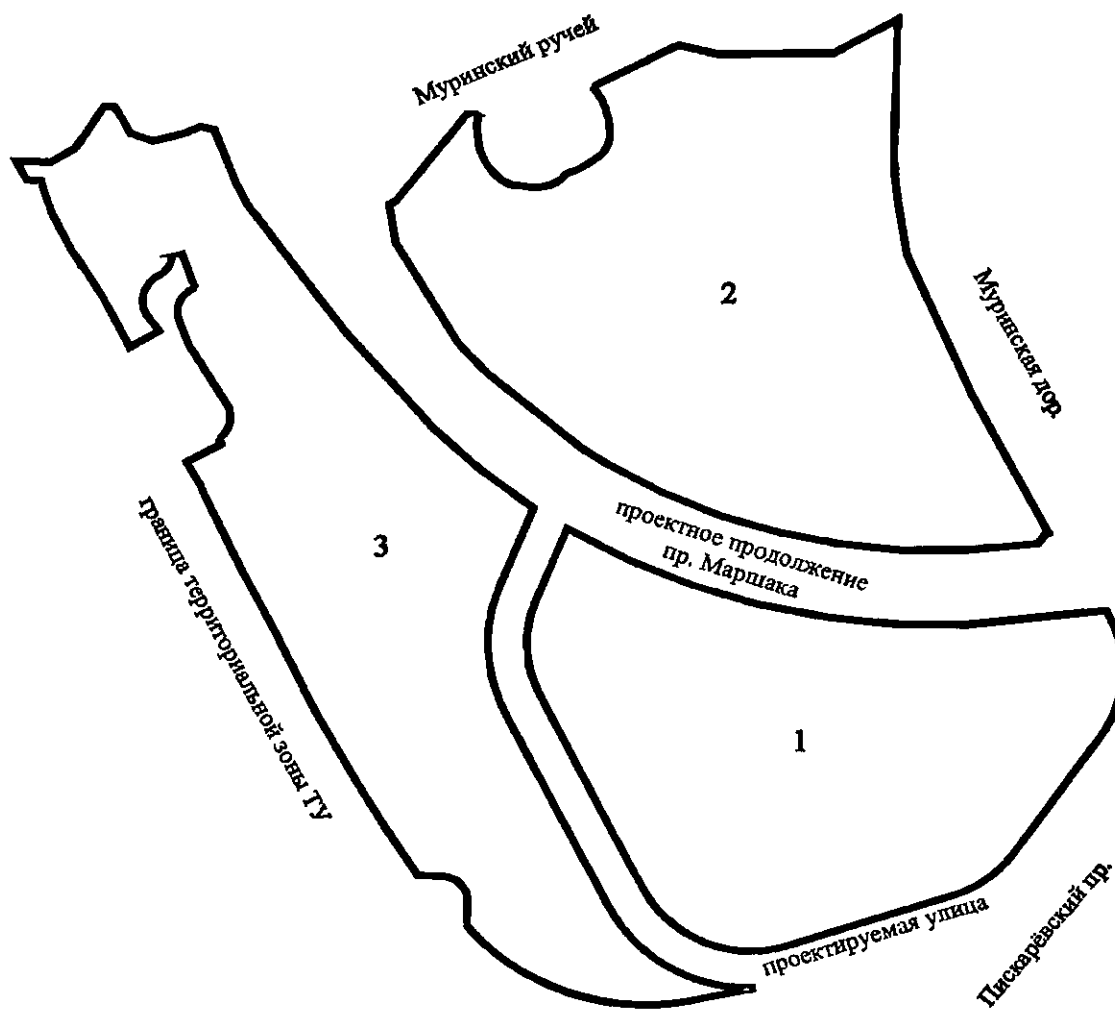 Муринский ручей
2
Муринская дор.
проектное продолжение
пр. Маршака
3
граница территориальной зоны ТУ
1
проектируемая улица
Пискарёвский пр.